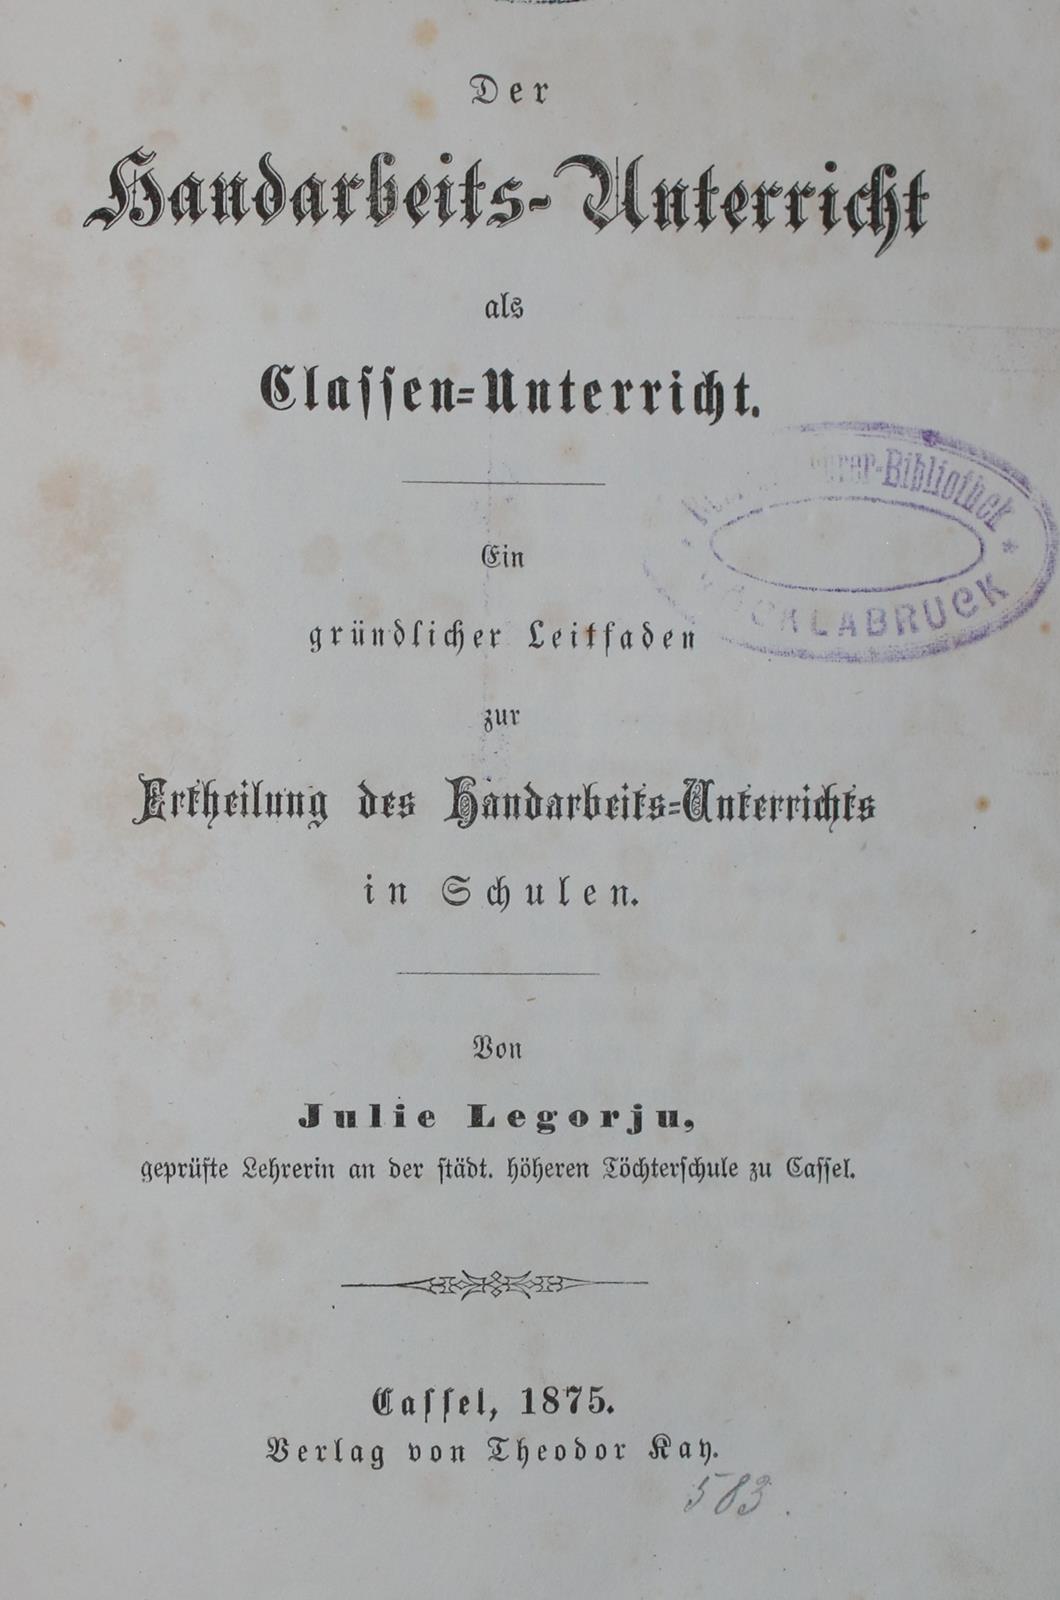 Der
Handarbeits-Unterricht
als
Classen-Unterricht.
-Bibliothek
Ein
gründlicher Leitfaden
zur
Ertheilung des Handarbeits-Unterrichts
in Schulen.
Von
Julie Legorju,
geprüfte Lehrerin an der städt. höheren Töchterschule zu Cassel.
Cassel, 1875.
Verlag von Theodor Kay.
583.